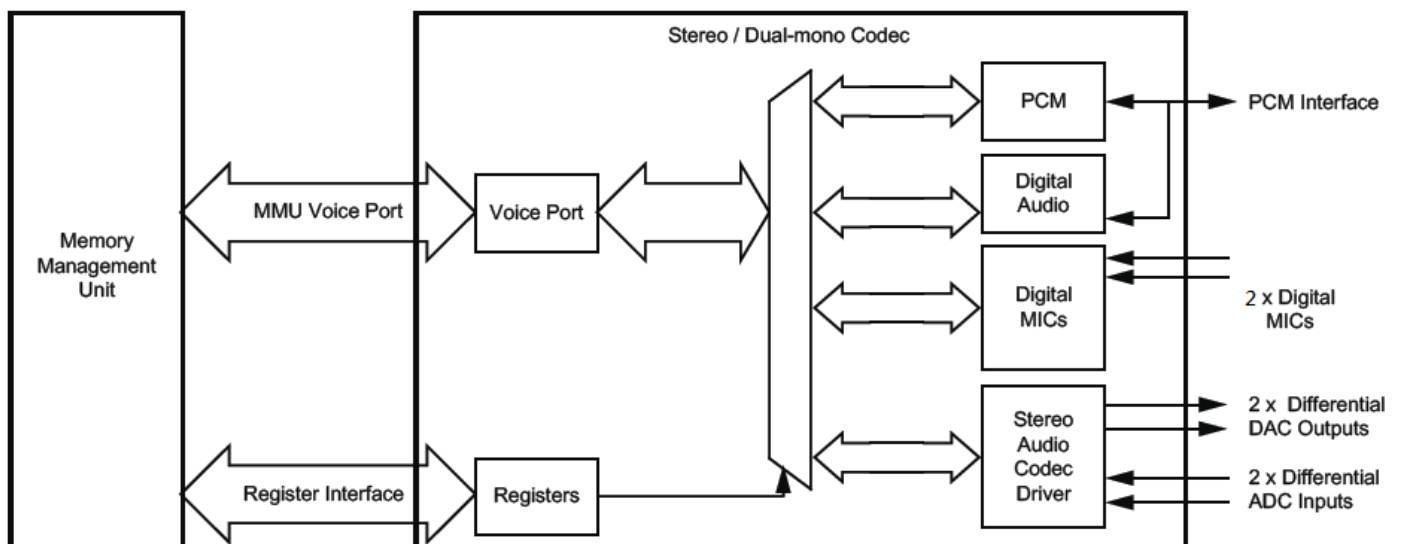 Stereo / Dual-mono Codec
PCM
PCM Interface
Digital
Audio
MMU Voice Port
Voice Port
Memory
Management
Unit
Digital
MICs
2 x Digital
MICs
Stereo
Audio
Codec
Driver
2 x Differential
DAC Outputs
2 x Differential
ADC Inputs
Register Interface
Registers